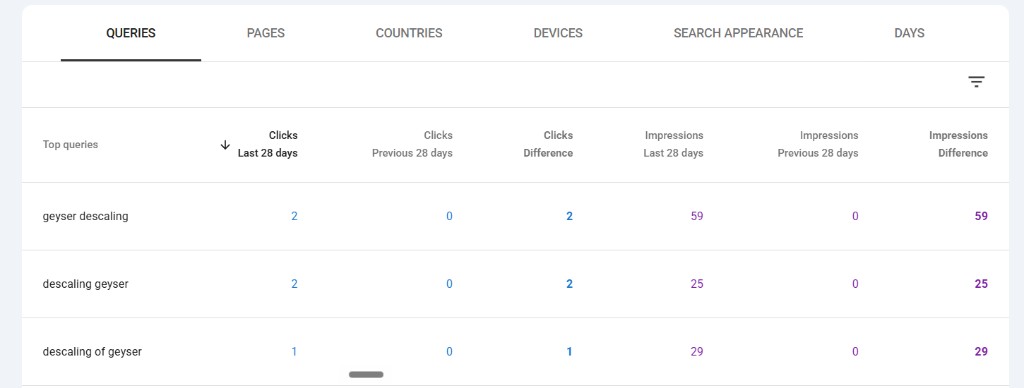 QUERIES PAGES COUNTRIES DEVICES SEARCH APPEARANCE DAYS
Top queries Clicks Last 28 days Clicks Previous 28 days Clicks Difference Impressions Last 28 days Impressions Previous 28 days Impressions Difference
geyser descaling 2 0 2 59 0 59
descaling geyser 2 0 2 25 0 25
descaling of geyser 1 0 1 29 0 29